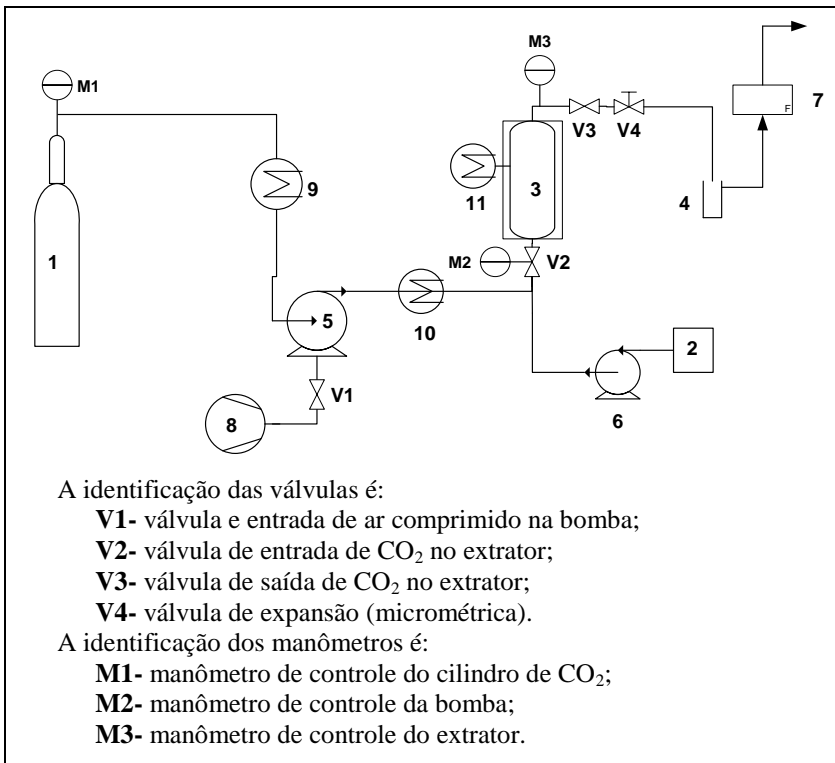 M3
M1
7
F
V3 V4
9
3
11
4
1
M2 V2
5
10
2
V1
6
8
A identificação das válvulas é:
V1- válvula e entrada de ar comprimido na bomba;
V2- válvula de entrada de CO₂ no extrator;
V3- válvula de saída de CO₂ no extrator;
V4- válvula de expansão (micrométrica).
A identificação dos manômetros é:
M1- manômetro de controle do cilindro de CO₂;
M2- manômetro de controle da bomba;
M3- manômetro de controle do extrator.